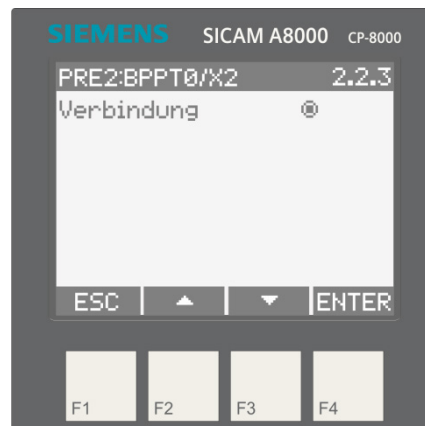 SIEMENS SICAM A8000 CP-8000
PRE2:BPPT0/X2 2.2.3
Verbindung
ESC ENTER
F1 F2 F3 F4